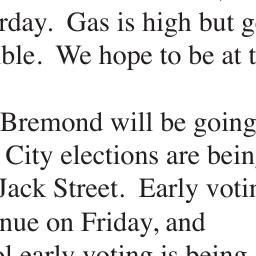 rday. Gas is high but g
ble. We hope to be at t
Bremond will be going
City elections are bein
Jack Street. Early votin
nue on Friday, and
ol early voting is being